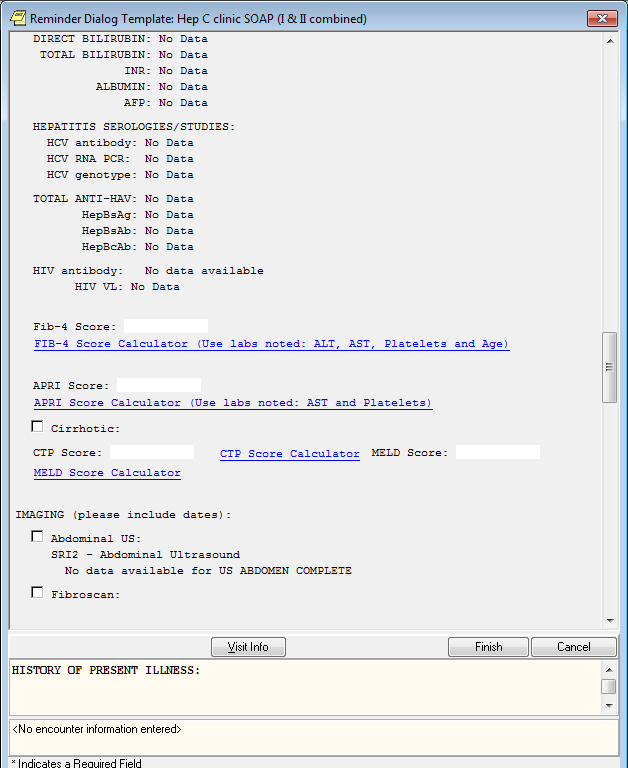 Reminder Dialog Template: Hep C clinic SOAP (I & II combined)
DIRECT BILIRUBIN: No Data
TOTAL BILIRUBIN: No Data
INR: No Data
ALBUMIN: No Data
AFP: No Data
HEPATITIS SEROLOGIES/STUDIES:
HCV antibody: No Data
HCV RNA PCR: No Data
HCV genotype: No Data
TOTAL ANTI-HAV: No Data
HepBsAg: No Data
HepBsAb: No Data
HepBcAb: No Data
HIV antibody: No data available
HIV VL: No Data
Fib-4 Score:
FIB-4 Score Calculator (Use labs noted: ALT, AST, Platelets and Age)
APRI Score:
APRI Score Calculator (Use labs noted: AST and Platelets)
Cirrhotic:
CTP Score: CTP Score Calculator MELD Score:
MELD Score Calculator
IMAGING (please include dates):
Abdominal US:
SRI2 - Abdominal Ultrasound
No data available for US ABDOMEN COMPLETE
Fibroscan:
Visit Info Finish Cancel
HISTORY OF PRESENT ILLNESS:
<No encounter information entered>
* Indicates a Required Field